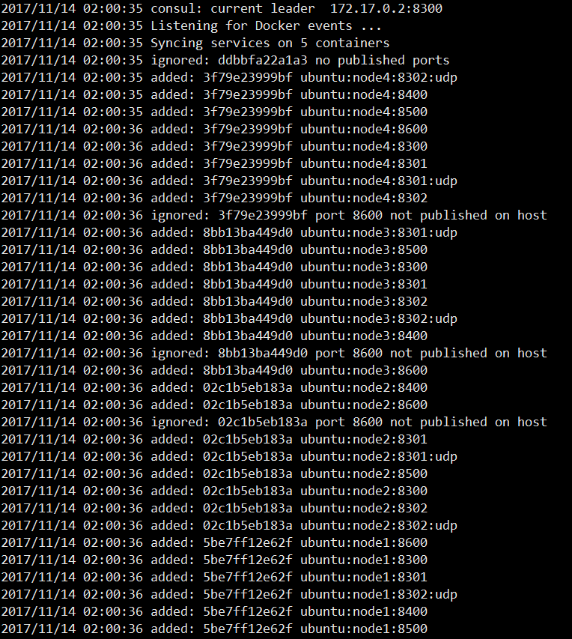 2017/11/14 02:00:35 consul: current leader  172.17.0.2:8300
2017/11/14 02:00:35 Listening for Docker events ...
2017/11/14 02:00:35 Syncing services on 5 containers
2017/11/14 02:00:35 ignored: ddbbfa22a1a3 no published ports
2017/11/14 02:00:35 added: 3f79e23999bf ubuntu:node4:8302:udp
2017/11/14 02:00:35 added: 3f79e23999bf ubuntu:node4:8400
2017/11/14 02:00:35 added: 3f79e23999bf ubuntu:node4:8500
2017/11/14 02:00:36 added: 3f79e23999bf ubuntu:node4:8600
2017/11/14 02:00:36 added: 3f79e23999bf ubuntu:node4:8300
2017/11/14 02:00:36 added: 3f79e23999bf ubuntu:node4:8301
2017/11/14 02:00:36 added: 3f79e23999bf ubuntu:node4:8301:udp
2017/11/14 02:00:36 added: 3f79e23999bf ubuntu:node4:8302
2017/11/14 02:00:36 ignored: 3f79e23999bf port 8600 not published on host
2017/11/14 02:00:36 added: 8bb13ba449d0 ubuntu:node3:8301:udp
2017/11/14 02:00:36 added: 8bb13ba449d0 ubuntu:node3:8500
2017/11/14 02:00:36 added: 8bb13ba449d0 ubuntu:node3:8300
2017/11/14 02:00:36 added: 8bb13ba449d0 ubuntu:node3:8301
2017/11/14 02:00:36 added: 8bb13ba449d0 ubuntu:node3:8302
2017/11/14 02:00:36 added: 8bb13ba449d0 ubuntu:node3:8302:udp
2017/11/14 02:00:36 added: 8bb13ba449d0 ubuntu:node3:8400
2017/11/14 02:00:36 ignored: 8bb13ba449d0 port 8600 not published on host
2017/11/14 02:00:36 added: 8bb13ba449d0 ubuntu:node3:8600
2017/11/14 02:00:36 added: 02c1b5eb183a ubuntu:node2:8400
2017/11/14 02:00:36 added: 02c1b5eb183a ubuntu:node2:8600
2017/11/14 02:00:36 ignored: 02c1b5eb183a port 8600 not published on host
2017/11/14 02:00:36 added: 02c1b5eb183a ubuntu:node2:8301
2017/11/14 02:00:36 added: 02c1b5eb183a ubuntu:node2:8301:udp
2017/11/14 02:00:36 added: 02c1b5eb183a ubuntu:node2:8500
2017/11/14 02:00:36 added: 02c1b5eb183a ubuntu:node2:8300
2017/11/14 02:00:36 added: 02c1b5eb183a ubuntu:node2:8302
2017/11/14 02:00:36 added: 02c1b5eb183a ubuntu:node2:8302:udp
2017/11/14 02:00:36 added: 5be7ff12e62f ubuntu:node1:8600
2017/11/14 02:00:36 added: 5be7ff12e62f ubuntu:node1:8300
2017/11/14 02:00:36 added: 5be7ff12e62f ubuntu:node1:8301
2017/11/14 02:00:36 added: 5be7ff12e62f ubuntu:node1:8302:udp
2017/11/14 02:00:36 added: 5be7ff12e62f ubuntu:node1:8400
2017/11/14 02:00:36 added: 5be7ff12e62f ubuntu:node1:8500